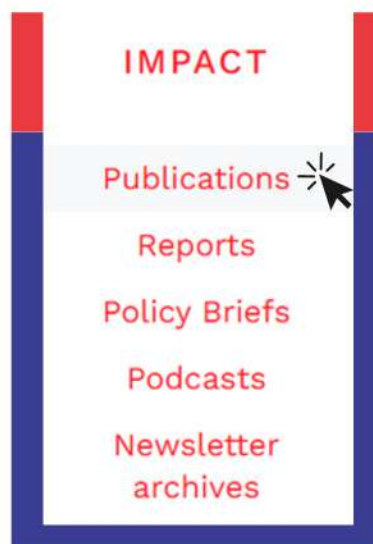 IMPACT
Publications
Reports
Policy Briefs
Podcasts
Newsletter
archives